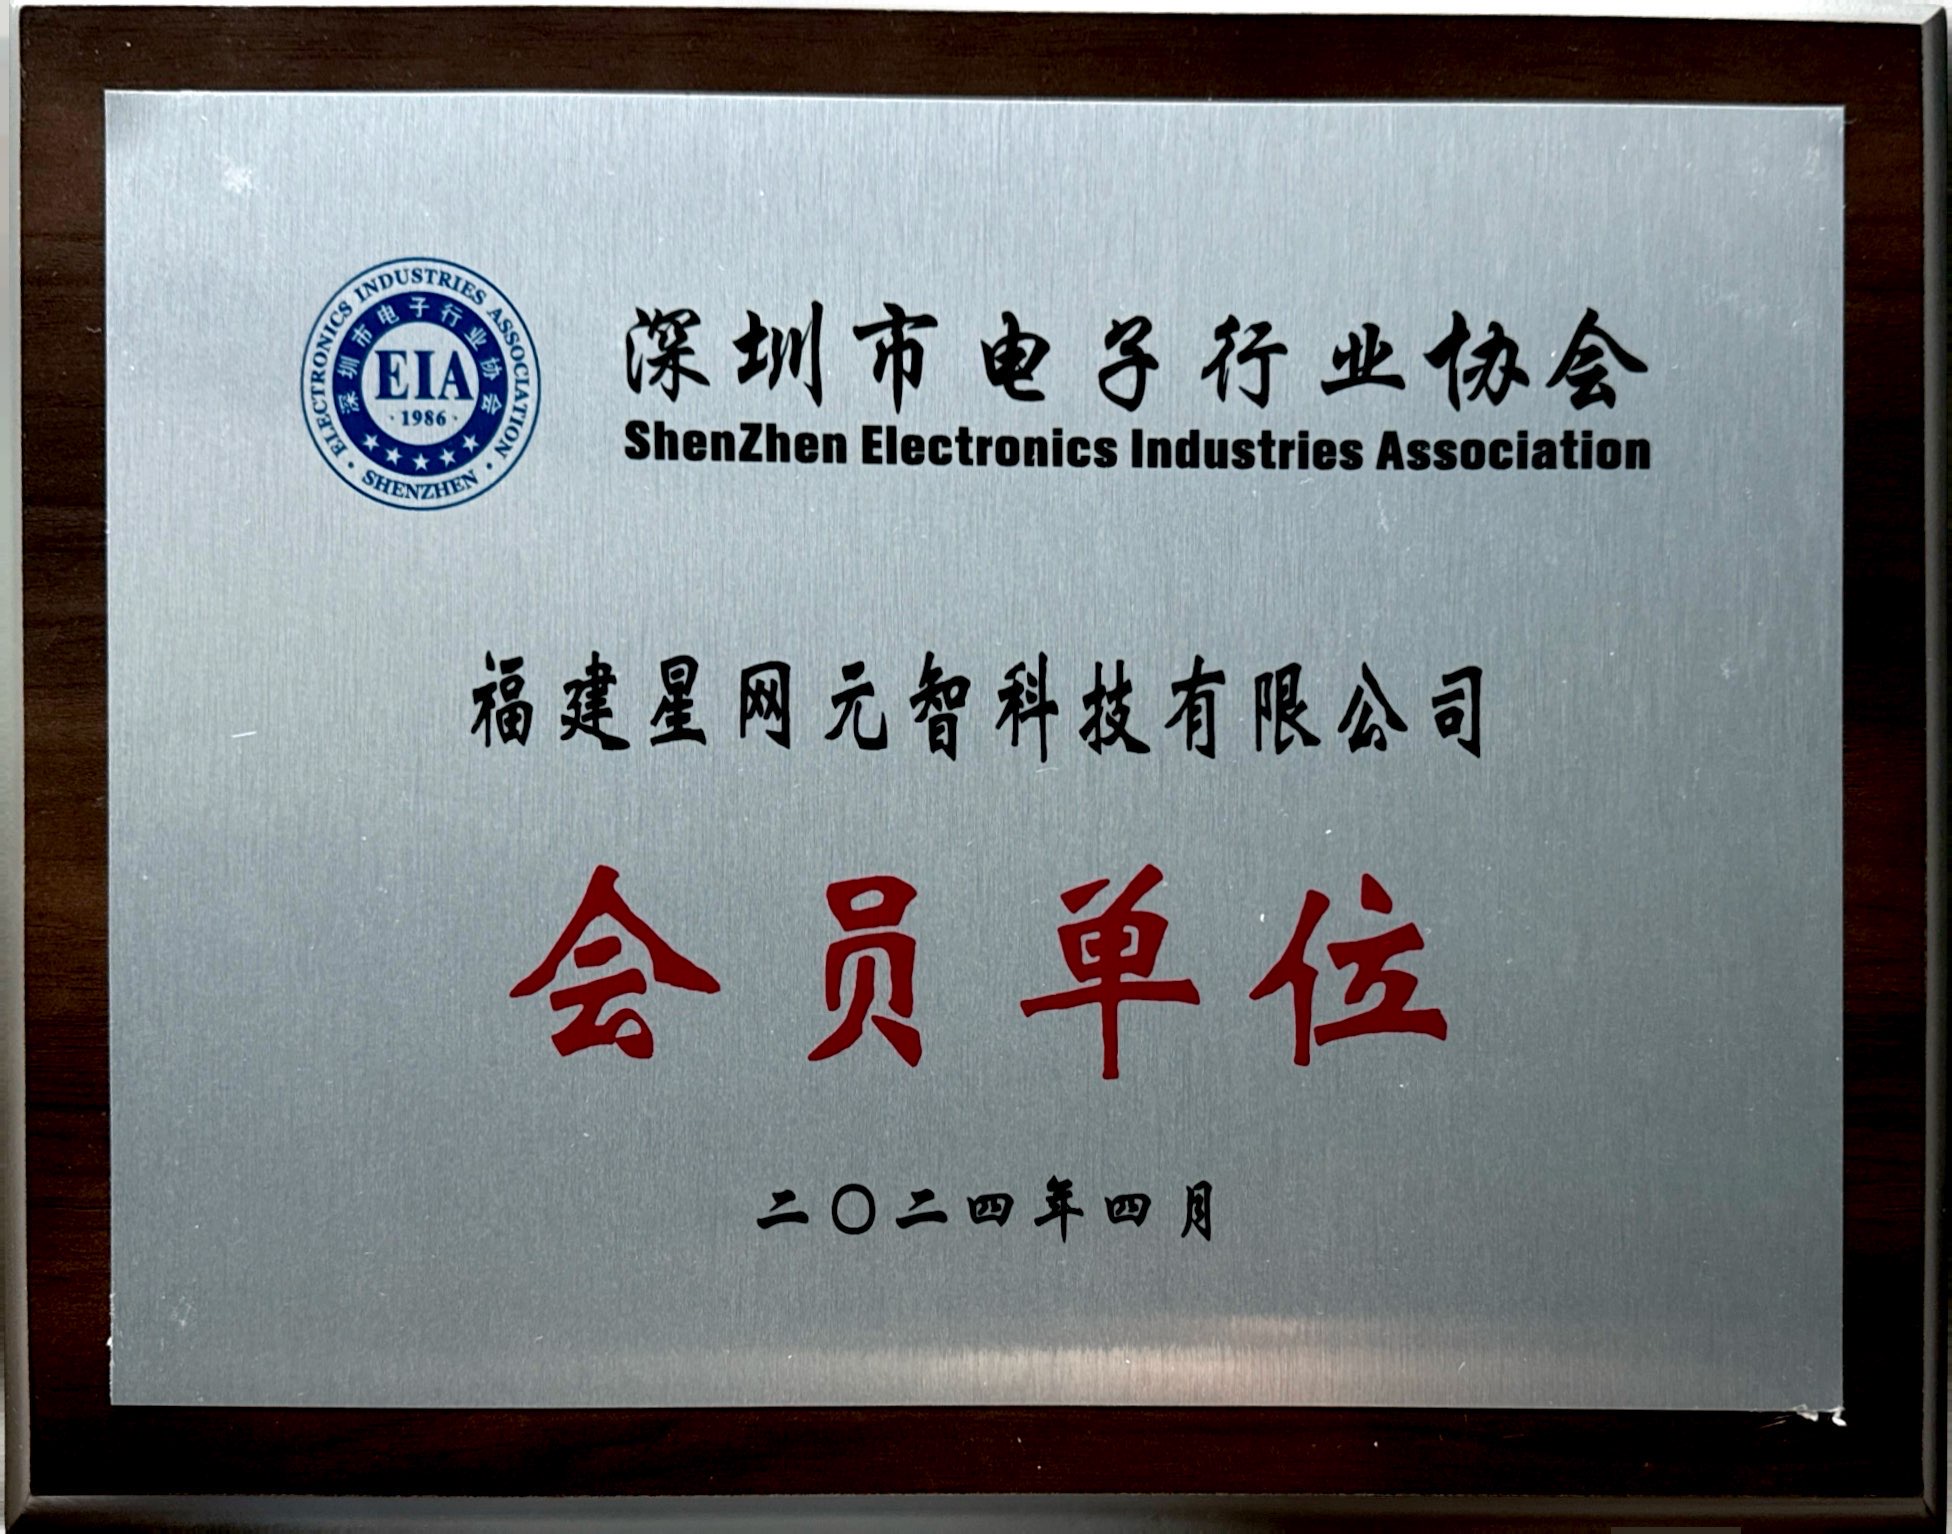 ELECTRONICS INDUSTRIES ASSOCIATION
深圳市电子行业协会
EIA
·1986·
·SHENZHEN·
深圳市电子行业协会
ShenZhen Electronics Industries Association
福建星网元智科技有限公司
会员单位
二〇二四年四月